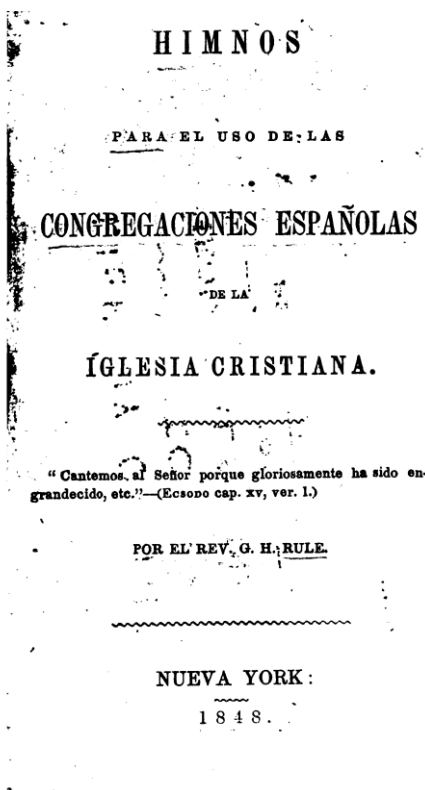 HIMNOS
PARA EL USO DE LAS
CONGREGACIONES ESPAÑOLAS
DE LA
IGLESIA CRISTIANA.
" Cantemos al Señor porque gloriosamente ha sido en-
grandecido, etc."—(ECSODO cap. XV, ver. 1.)
POR EL REV. G. H. RULE.
NUEVA YORK:
1848.